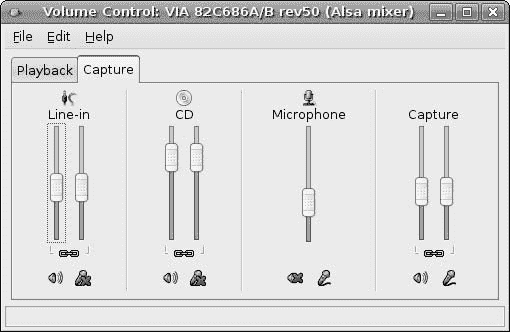 Volume Control: VIA 82C686A/B rev50 (Alsa mixer)
File Edit Help
Playback Capture
Line-in CD Microphone Capture